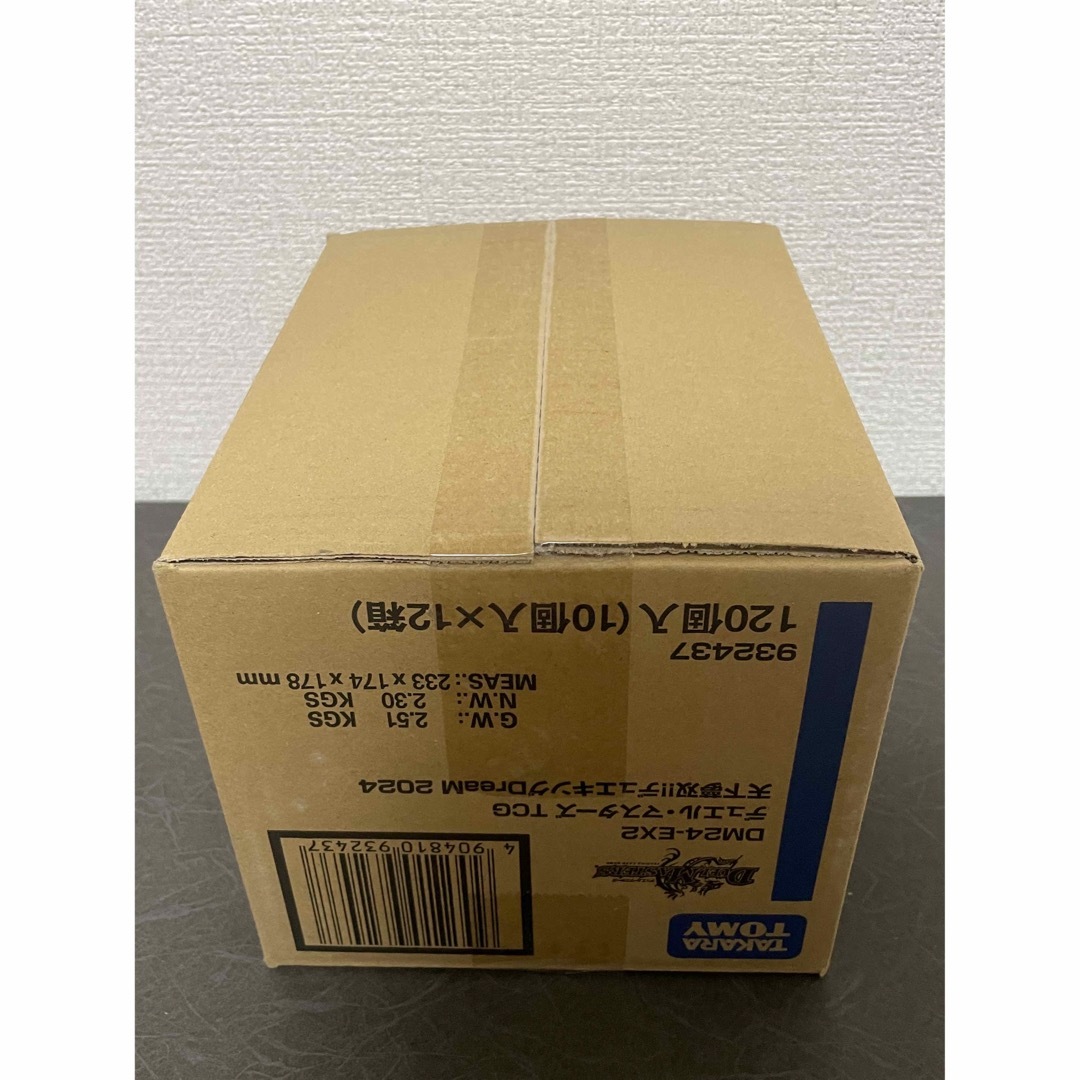 TAKARA
TOMY
DUEL MASTERS
DM24-EX2
デュエル・マスターズ TCG
天下夢双!!デュエキングDreaM 2024
4 904810 932437
G.W.: 2.51 KGS
N.W.: 2.30 KGS
MEAS.: 233 x 174 x 178 mm
932437
120個入 (10個入×12箱)